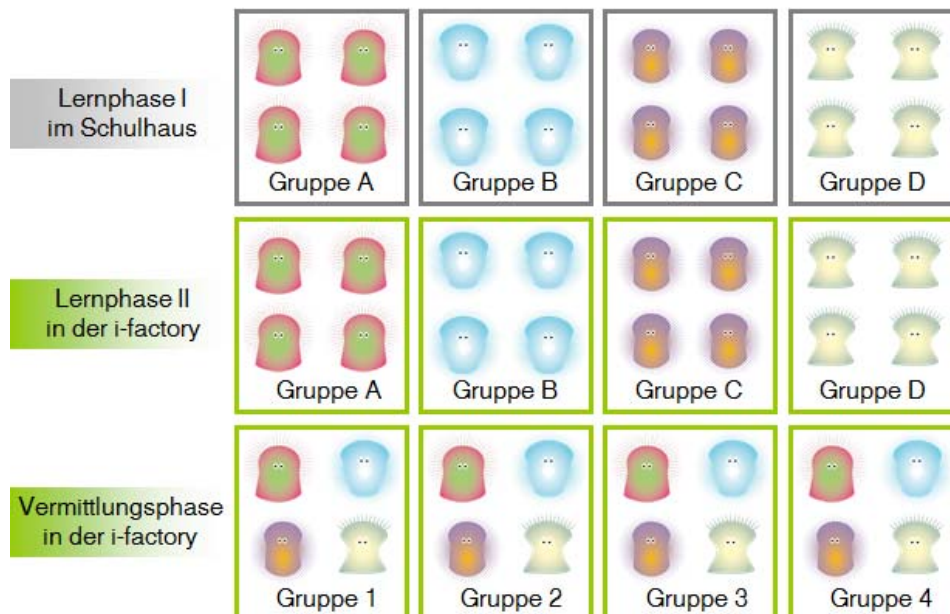 Lernphase I
im Schulhaus
Gruppe A
Gruppe B
Gruppe C
Gruppe D
Lernphase II
in der i-factory
Gruppe A
Gruppe B
Gruppe C
Gruppe D
Vermittlungsphase
in der i-factory
Gruppe 1
Gruppe 2
Gruppe 3
Gruppe 4